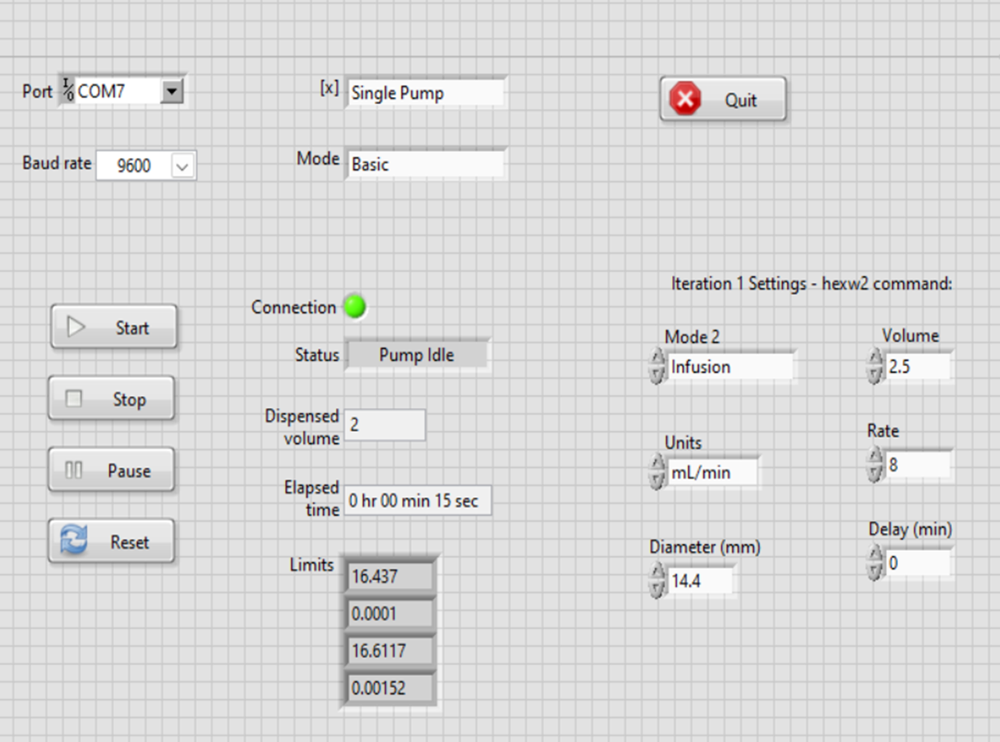 Port COM7
[x] Single Pump
Quit
Baud rate 9600
Mode Basic
Iteration 1 Settings - hexw2 command:
Start
Stop
Pause
Reset
Connection
Status Pump Idle
Dispensed
volume 2
Elapsed
time 0 hr 00 min 15 sec
Limits 16.437
0.0001
16.6117
0.00152
Mode 2
Infusion
Volume
2.5
Units
mL/min
Rate
8
Diameter (mm)
14.4
Delay (min)
0